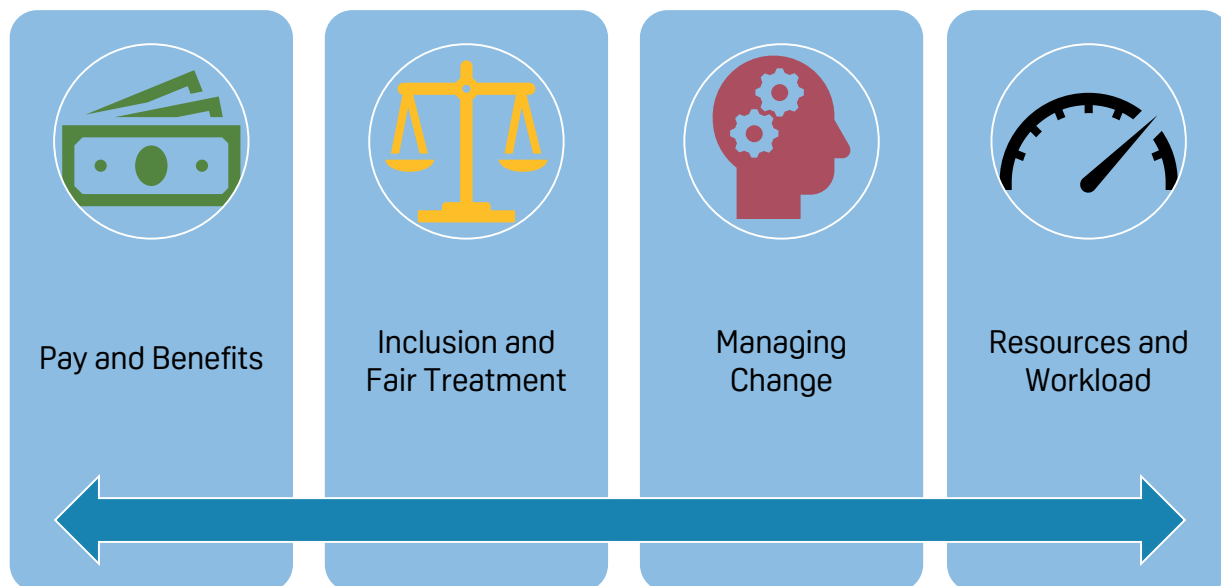 Pay and Benefits
Inclusion and
Fair Treatment
Managing
Change
Resources and
Workload